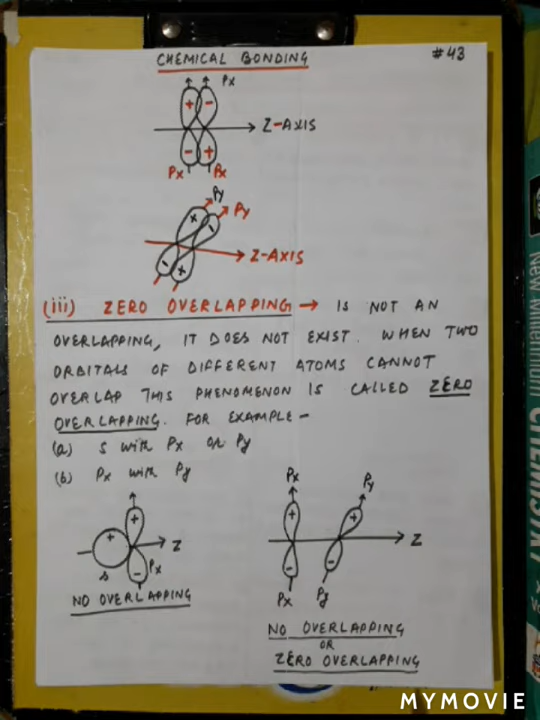 CHEMICAL BONDING
#43
Px
+ -
Z-AXIS
- +
Px Px
Py
Py
+ -
Z-AXIS
- +
(iii) ZERO OVERLAPPING → IS NOT AN
OVERLAPPING, IT DOES NOT EXIST. WHEN TWO
ORBITALS OF DIFFERENT ATOMS CANNOT
OVERLAP THIS PHENOMENON IS CALLED ZERO
OVERLAPPING. FOR EXAMPLE -
(a) s with Px or Py
(b) Px with Py
+ +
Z
s - Px
NO OVERLAPPING
Px Py
+ +
Z
- -
Px Py
NO OVERLAPPING
OR
ZERO OVERLAPPING
New Millennium CHEMISTRY
MYMOVIE